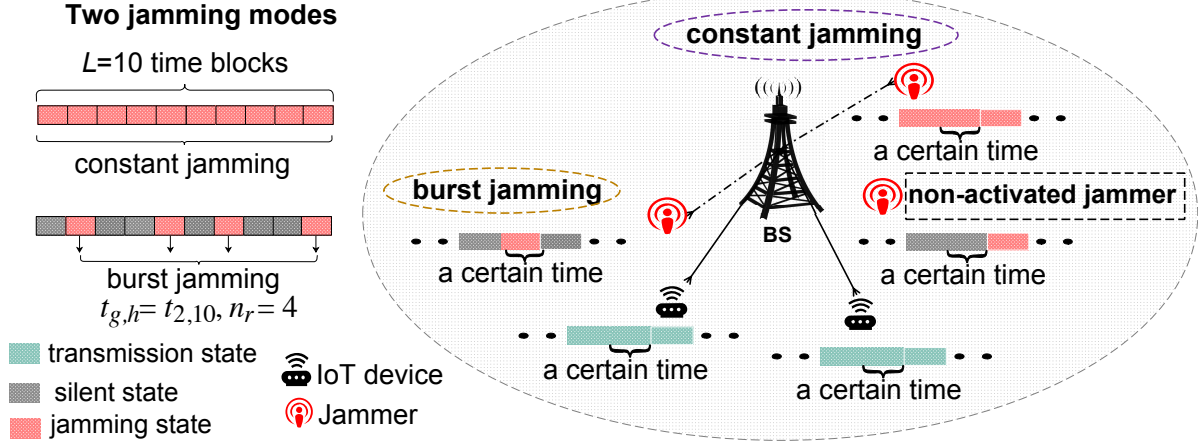 Two jamming modes
L=10 time blocks
constant jamming
burst jamming
t_{g,h}= t_{2,10}, n_r = 4
transmission state
silent state
jamming state
IoT device
Jammer
constant jamming
a certain time
burst jamming
non-activated jammer
BS
a certain time
a certain time
a certain time
a certain time